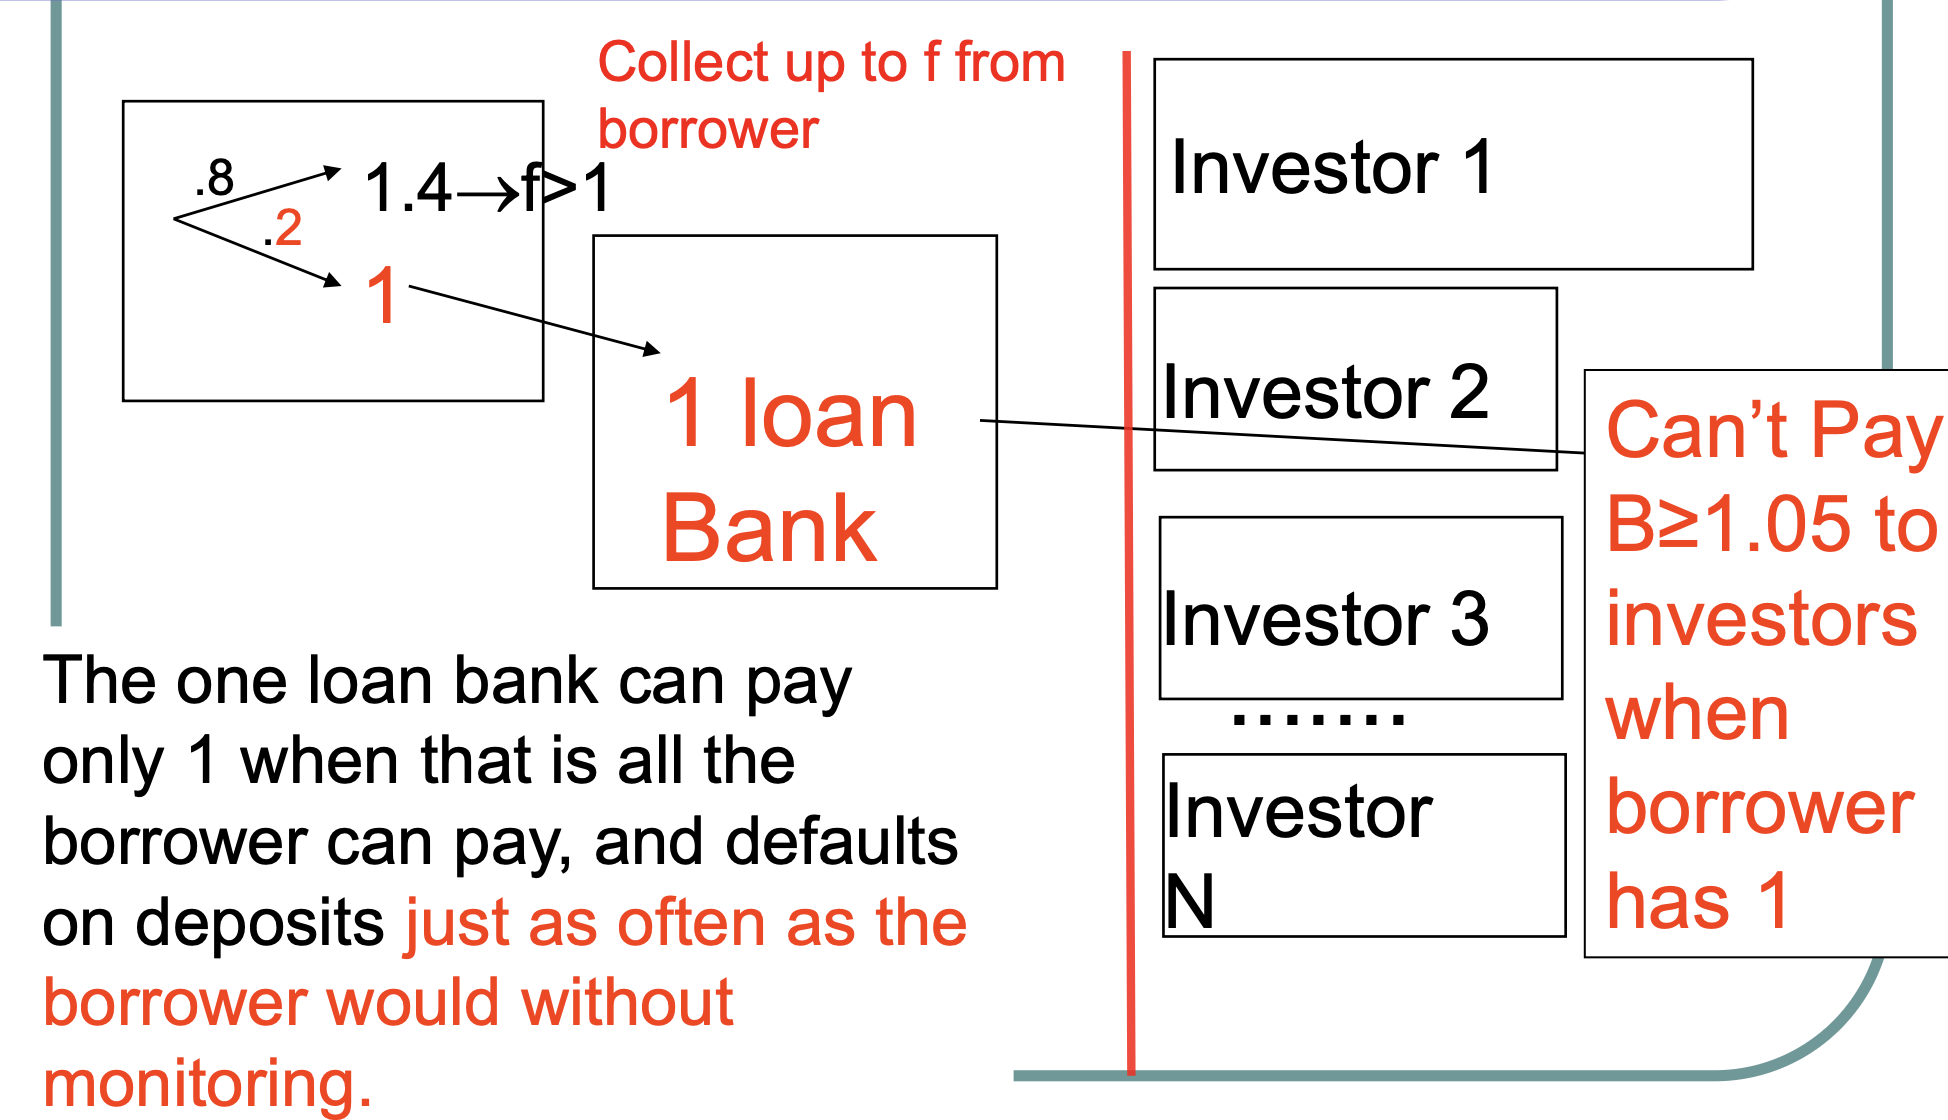 Collect up to f from
borrower
.8
1.4→f>1
.2
1
1 loan
Bank
Investor 1
Investor 2
Investor 3
.......
Investor
N
Can’t Pay
B≥1.05 to
investors
when
borrower
has 1
The one loan bank can pay
only 1 when that is all the
borrower can pay, and defaults
on deposits just as often as the
borrower would without
monitoring.